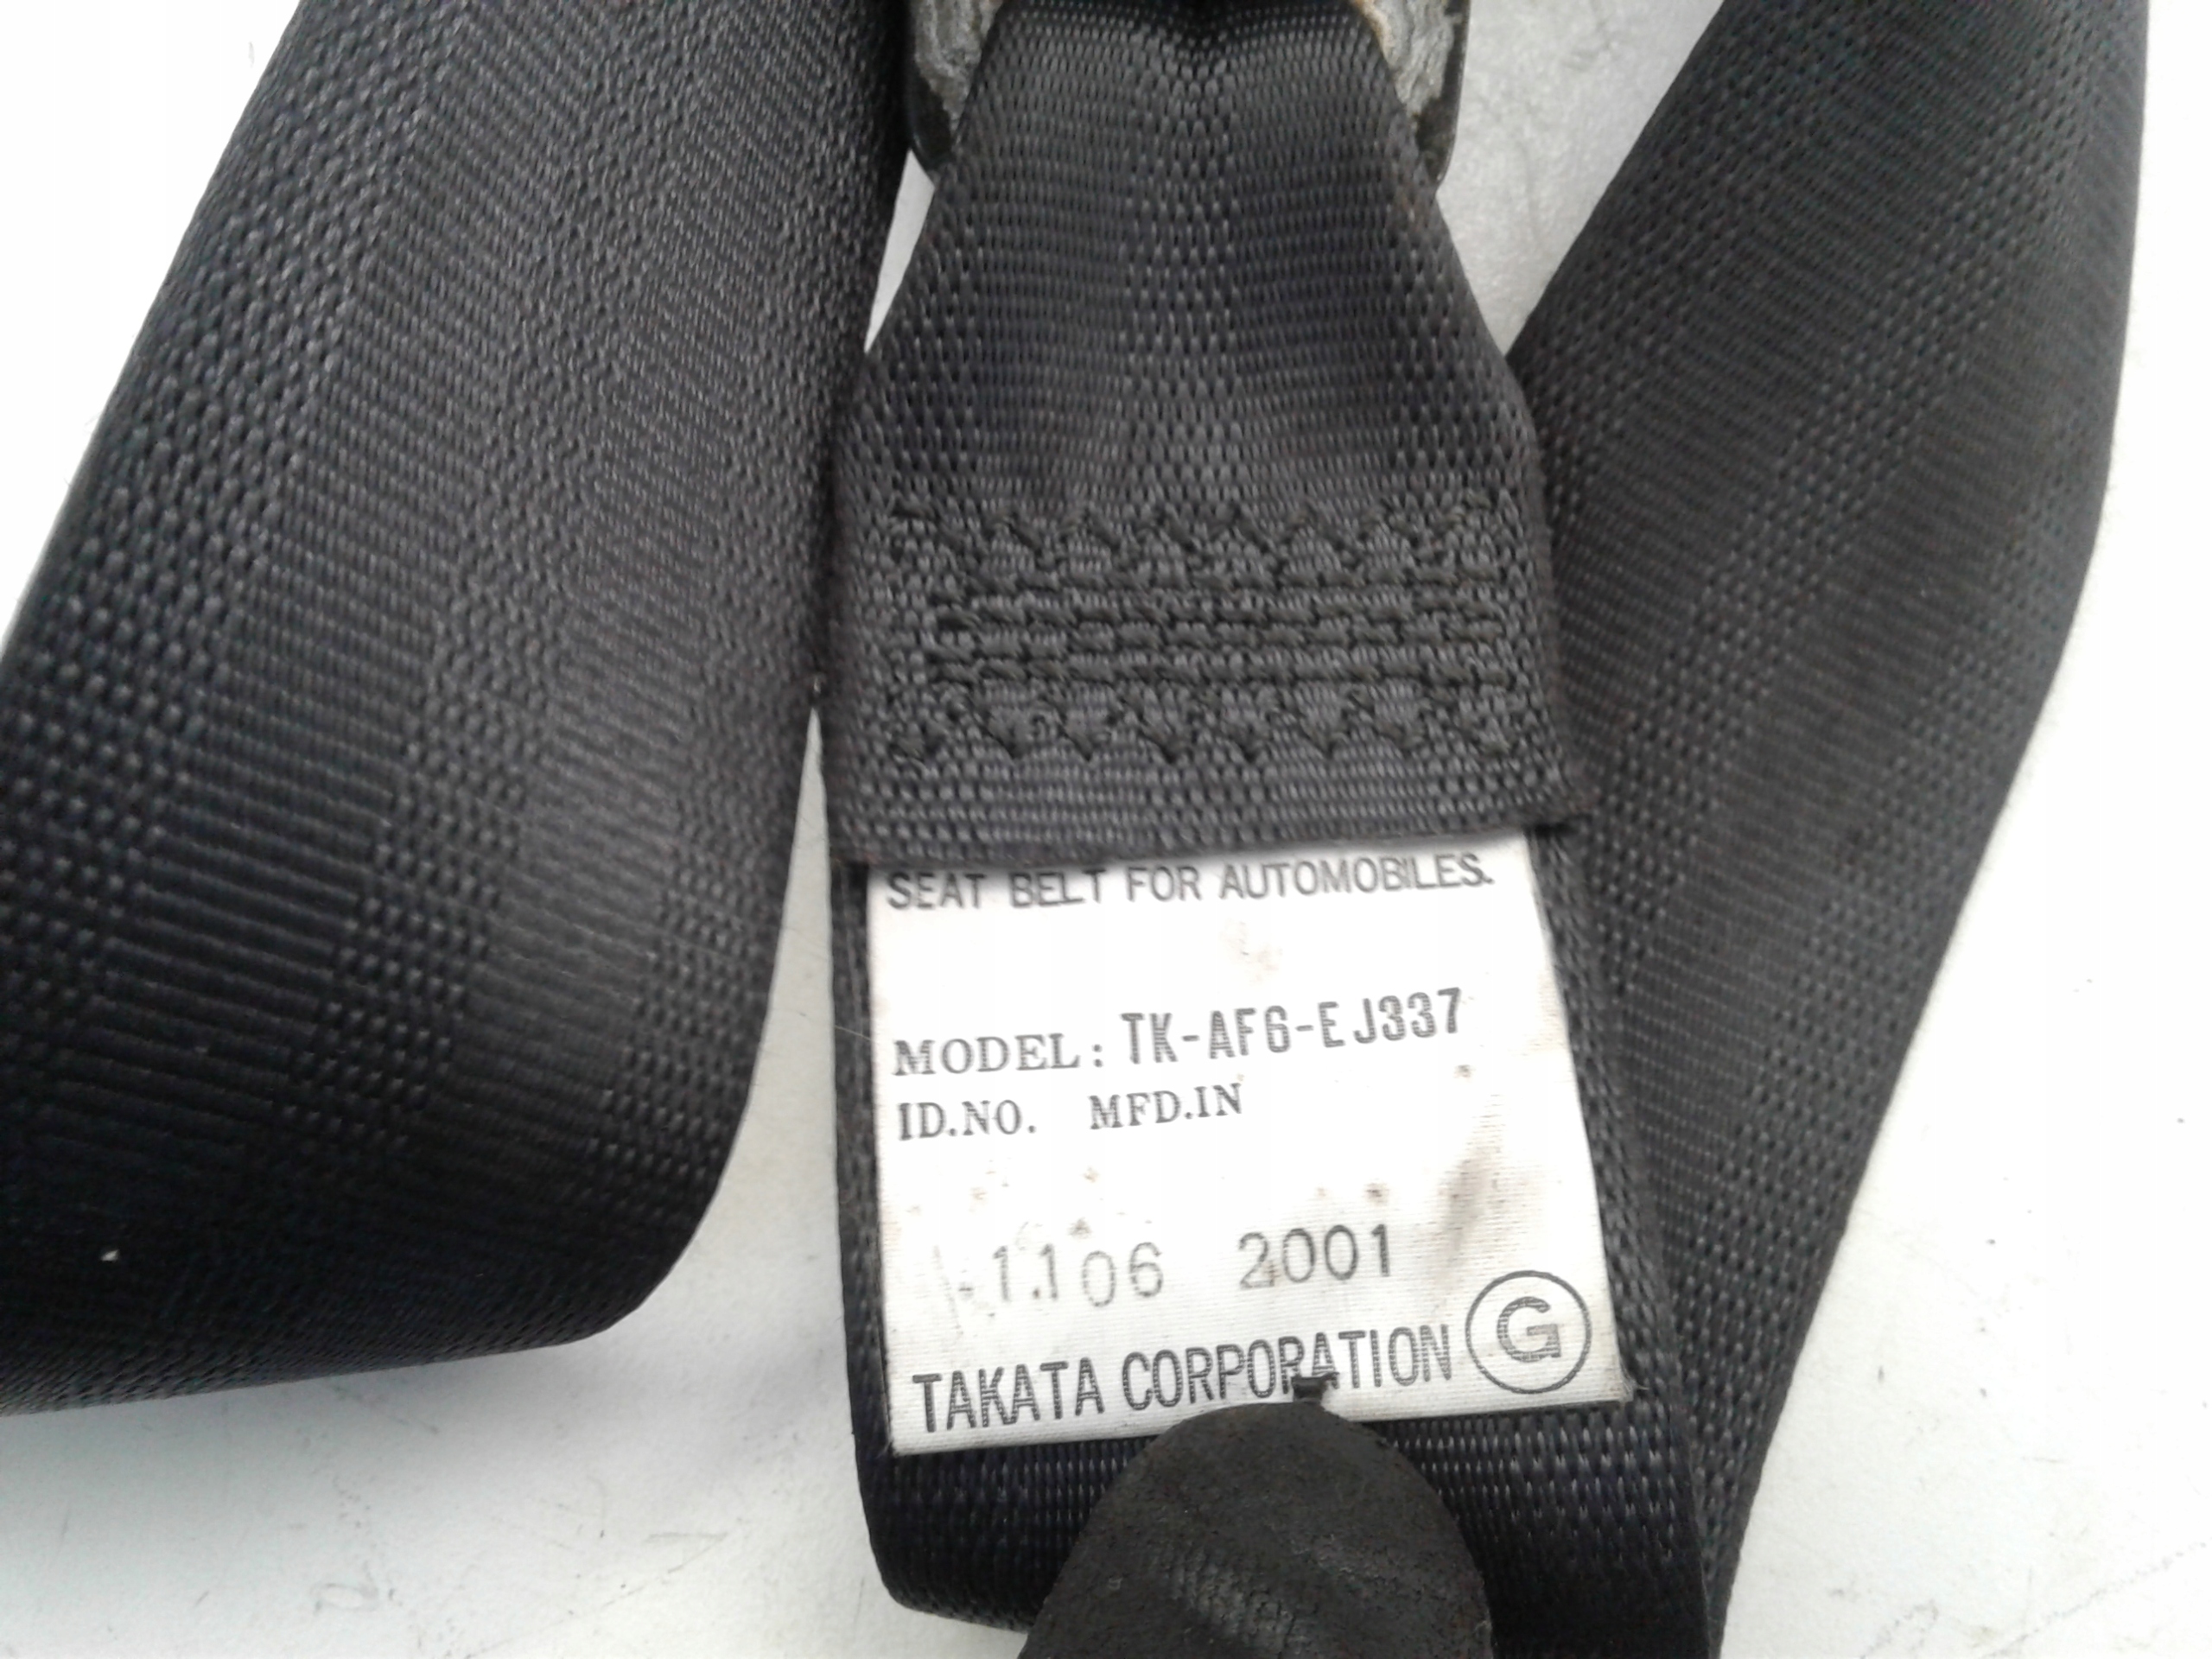 SEAT BELT FOR AUTOMOBILES.
MODEL: TK-AF6-EJ337
ID.NO. MFD.IN
1106 2001
TAKATA CORPORATION G